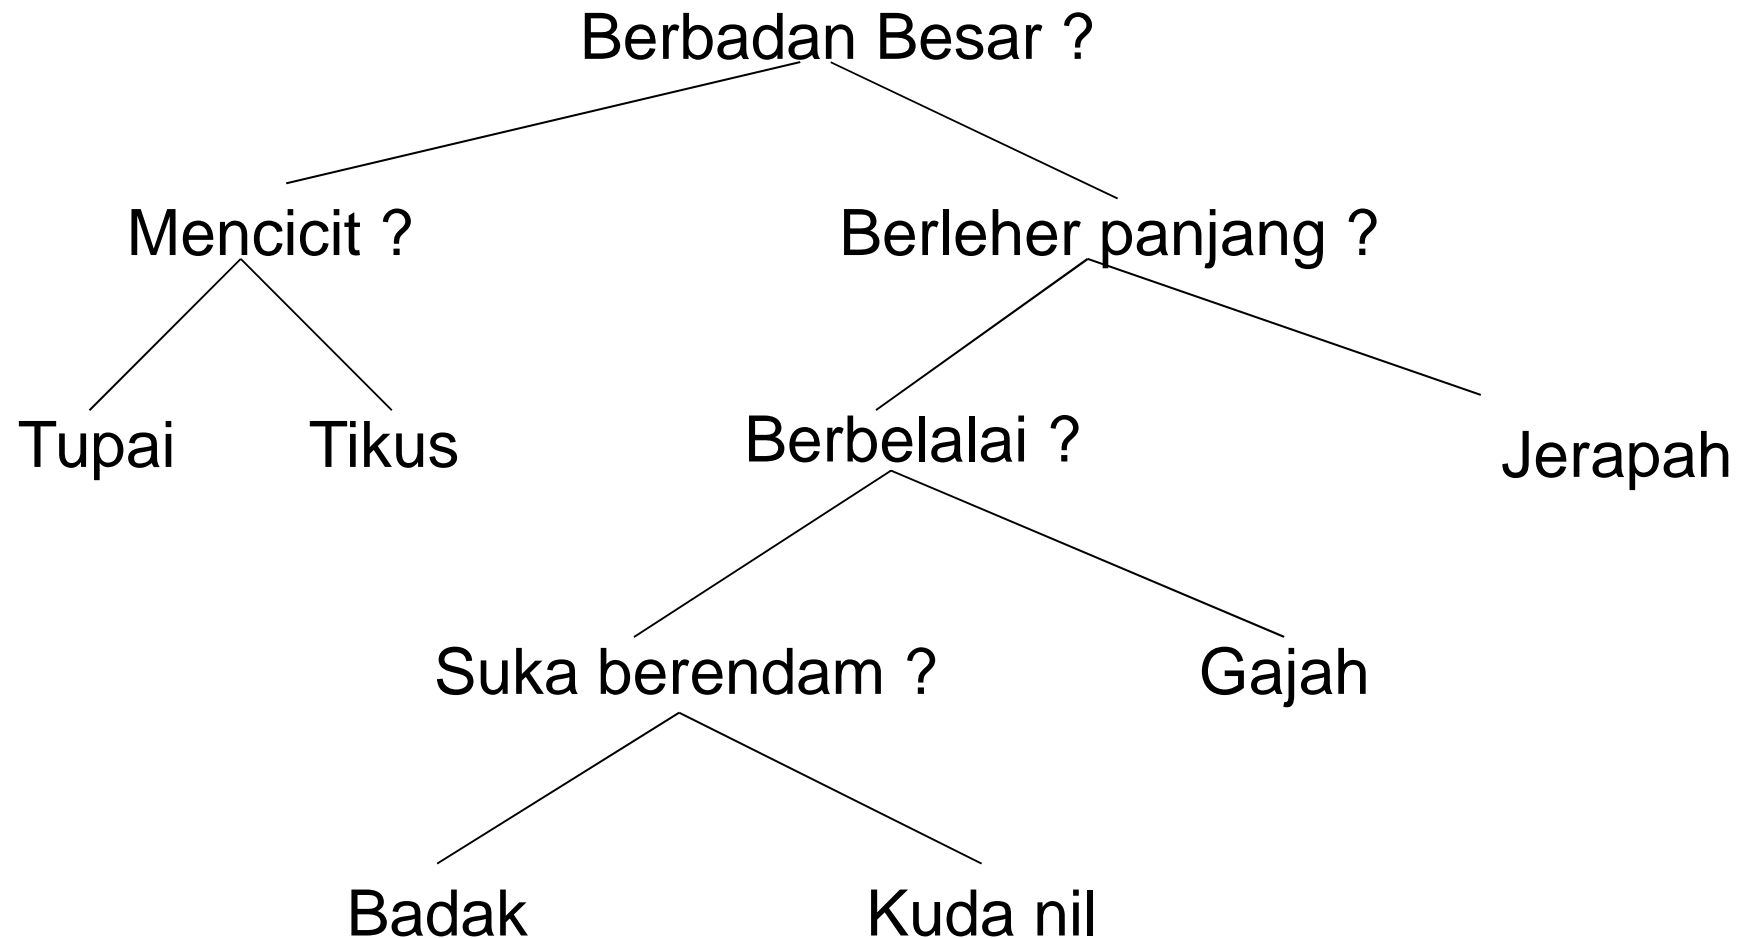 Berbadan Besar ?
Mencicit ?
Berleher panjang ?
Tupai
Tikus
Berbelalai ?
Jerapah
Suka berendam ?
Gajah
Badak
Kuda nil